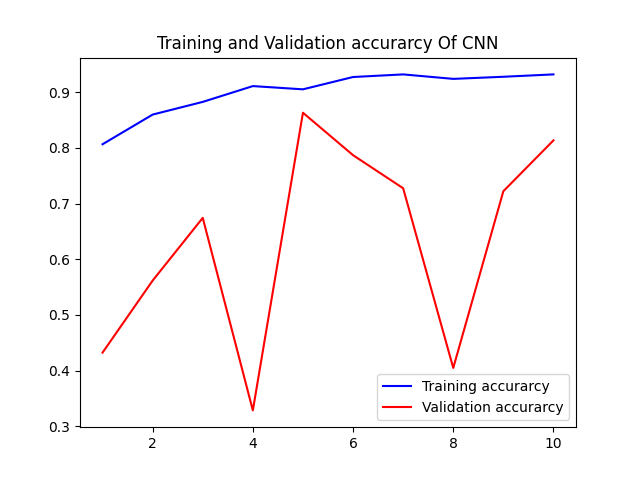 Training and Validation accurarcy Of CNN
0.9
0.8
0.7
0.6
0.5
0.4
0.3
Training accurarcy
Validation accurarcy
2 4 6 8 10